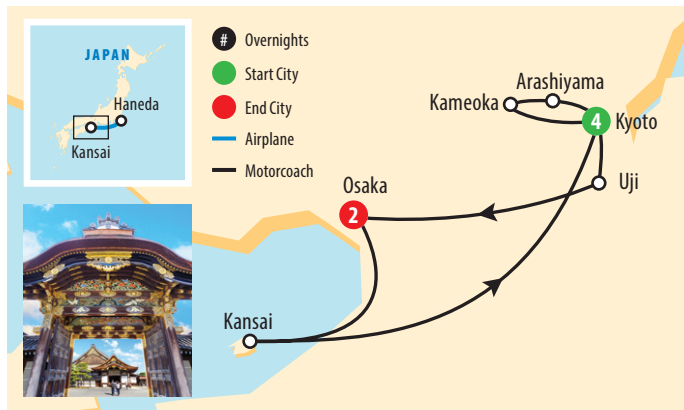 JAPAN
Haneda
Kansai
# Overnights
Start City
End City
Airplane
Motorcoach
Arashiyama
Kameoka
4 Kyoto
Uji
Osaka
2
Kansai